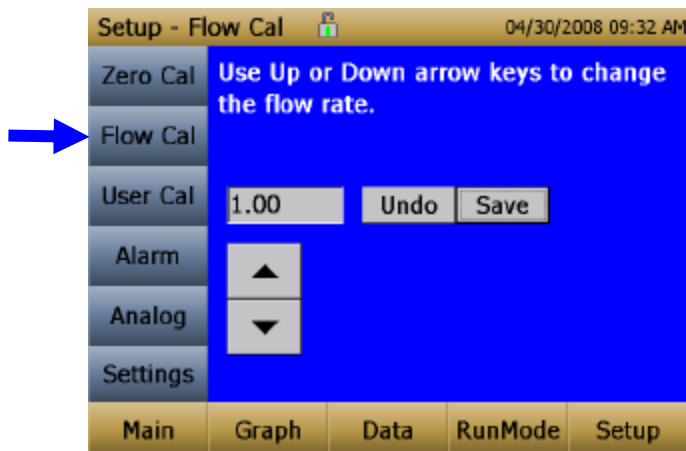 Setup - Flow Cal 04/30/2008 09:32 AM
Zero Cal
Flow Cal
User Cal
Alarm
Analog
Settings
Use Up or Down arrow keys to change
the flow rate.
1.00 Undo Save
Main Graph Data RunMode Setup